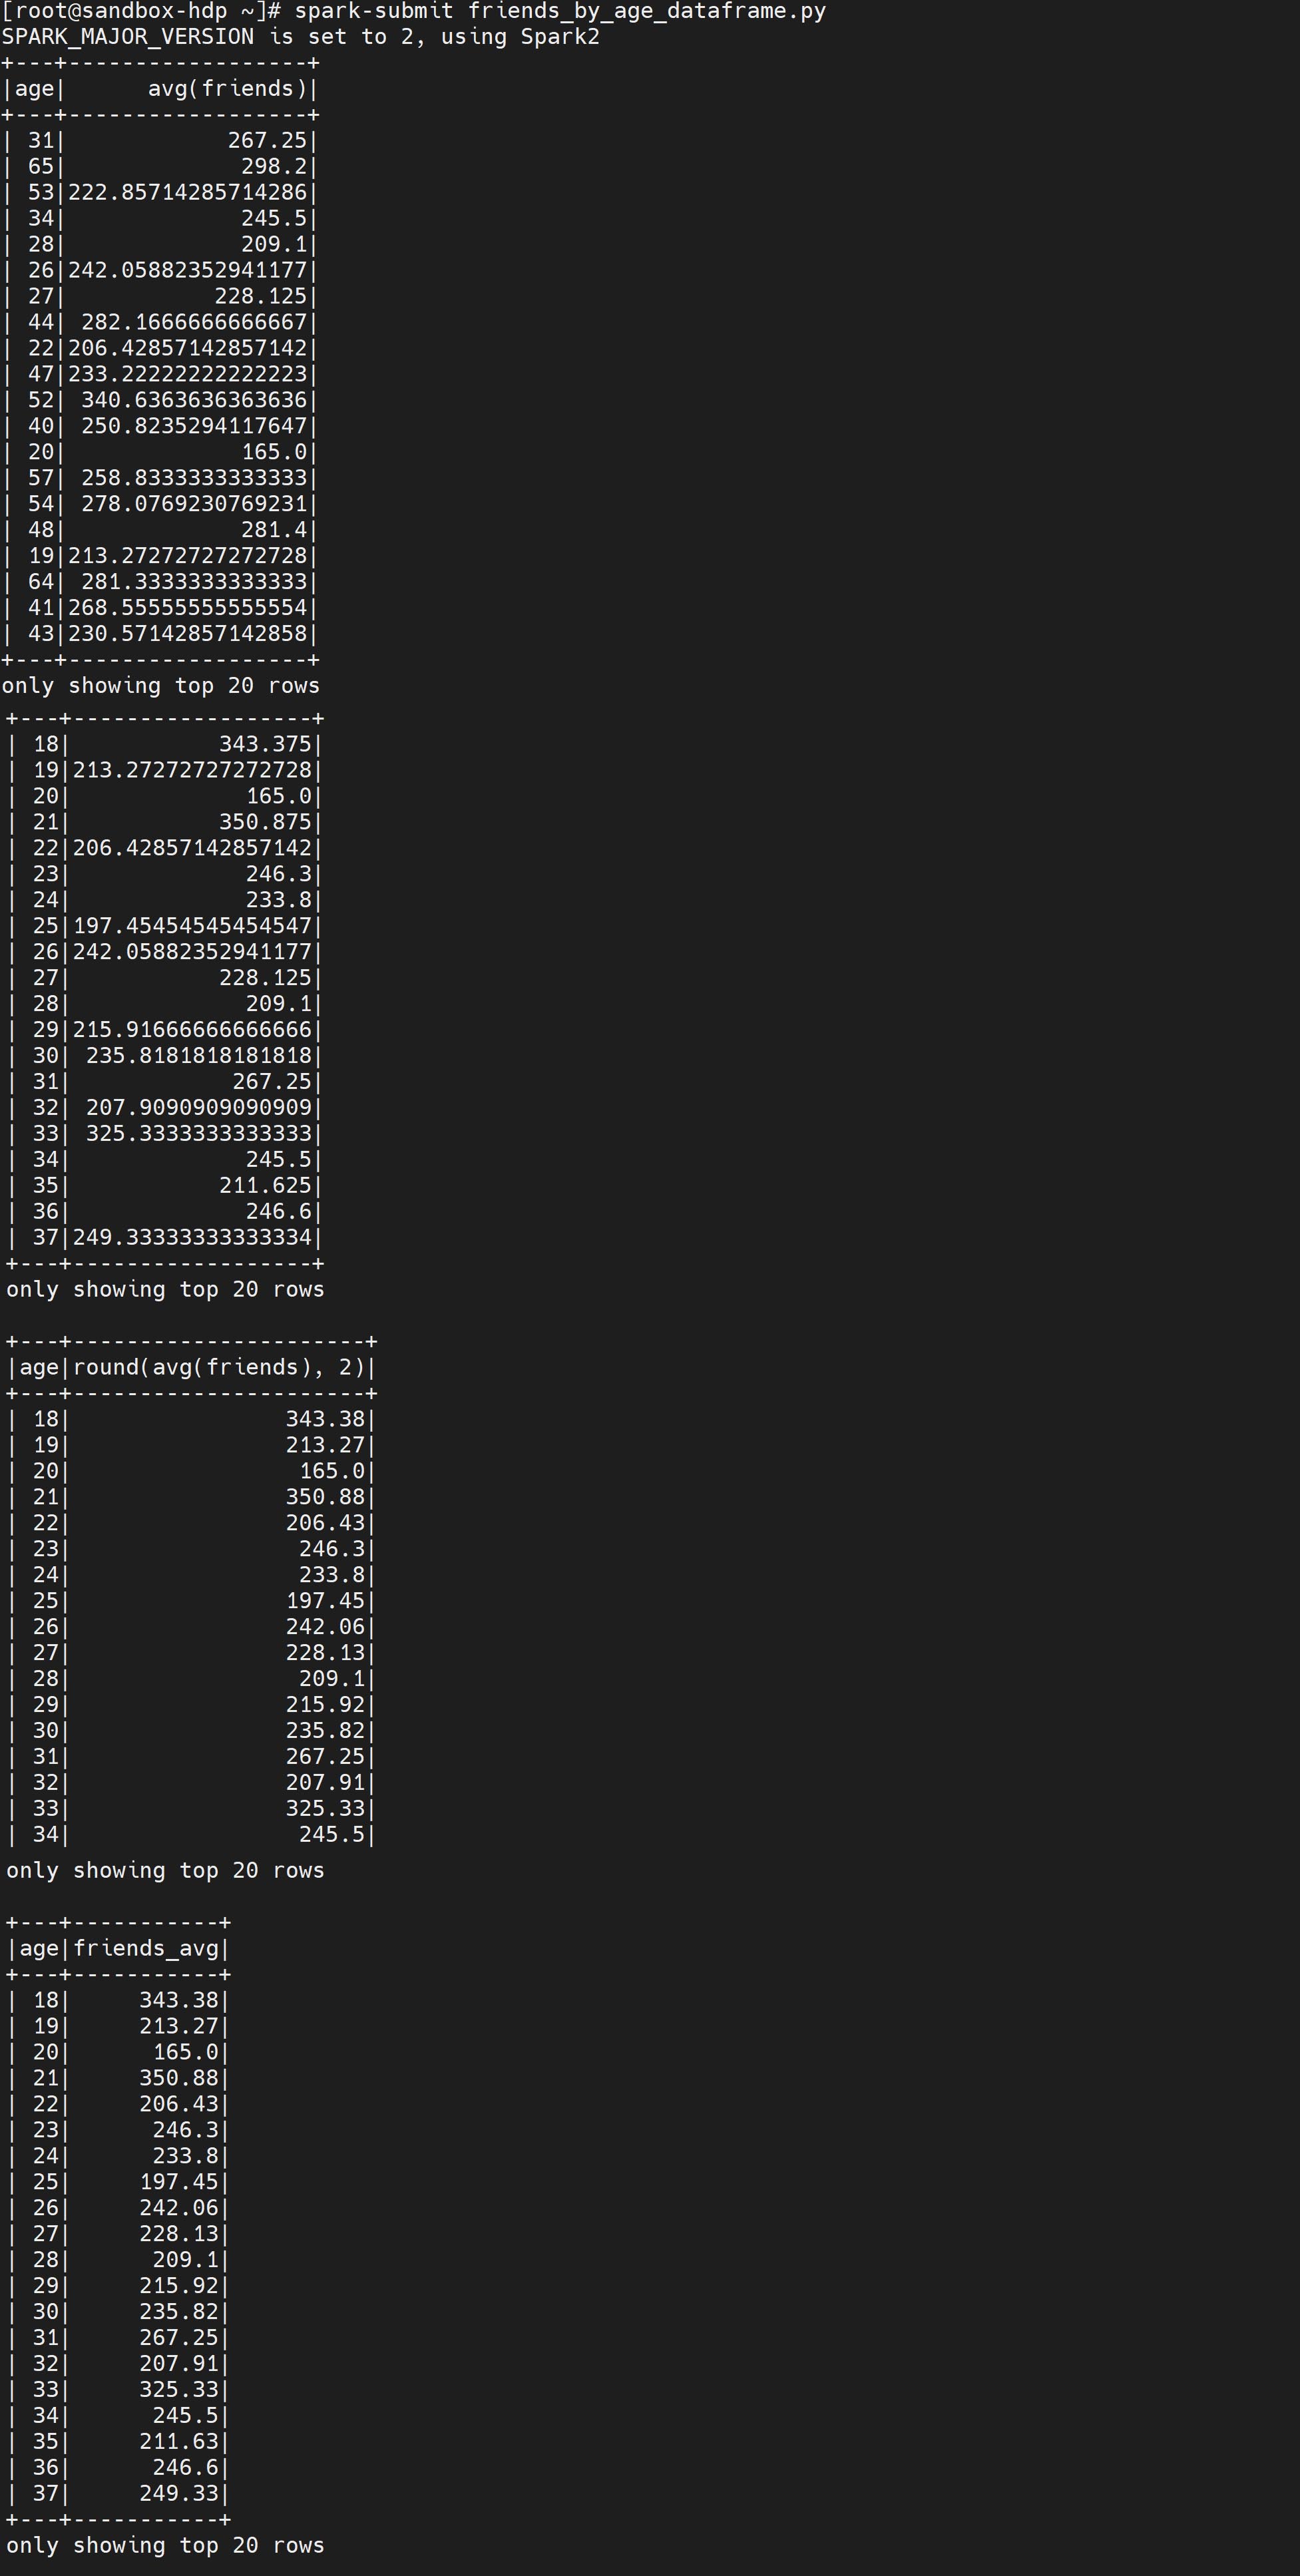 [root@sandbox-hdp ~]# spark-submit friends_by_age_dataframe.py
SPARK_MAJOR_VERSION is set to 2, using Spark2
+---+------------------+
|age|      avg(friends)|
+---+------------------+
| 31|            267.25|
| 65|             298.2|
| 53|222.85714285714286|
| 34|             245.5|
| 28|             209.1|
| 26|242.05882352941177|
| 27|           228.125|
| 44| 282.1666666666667|
| 22|206.42857142857142|
| 47|233.22222222222223|
| 52| 340.6363636363636|
| 40| 250.8235294117647|
| 20|             165.0|
| 57| 258.8333333333333|
| 54| 278.0769230769231|
| 48|             281.4|
| 19|213.27272727272728|
| 64| 281.3333333333333|
| 41|268.55555555555554|
| 43|230.57142857142858|
+---+------------------+
only showing top 20 rows
+---+------------------+
| 18|           343.375|
| 19|213.27272727272728|
| 20|             165.0|
| 21|           350.875|
| 22|206.42857142857142|
| 23|             246.3|
| 24|             233.8|
| 25|197.45454545454547|
| 26|242.05882352941177|
| 27|           228.125|
| 28|             209.1|
| 29|215.91666666666666|
| 30| 235.8181818181818|
| 31|            267.25|
| 32| 207.9090909090909|
| 33| 325.3333333333333|
| 34|             245.5|
| 35|           211.625|
| 36|             246.6|
| 37|249.33333333333334|
+---+------------------+
only showing top 20 rows
+---+----------------------+
|age|round(avg(friends), 2)|
+---+----------------------+
| 18|                343.38|
| 19|                213.27|
| 20|                 165.0|
| 21|                350.88|
| 22|                206.43|
| 23|                 246.3|
| 24|                 233.8|
| 25|                197.45|
| 26|                242.06|
| 27|                228.13|
| 28|                 209.1|
| 29|                215.92|
| 30|                235.82|
| 31|                267.25|
| 32|                207.91|
| 33|                325.33|
| 34|                 245.5|
only showing top 20 rows
+---+-----------+
|age|friends_avg|
+---+-----------+
| 18|     343.38|
| 19|     213.27|
| 20|      165.0|
| 21|     350.88|
| 22|     206.43|
| 23|      246.3|
| 24|      233.8|
| 25|     197.45|
| 26|     242.06|
| 27|     228.13|
| 28|      209.1|
| 29|     215.92|
| 30|     235.82|
| 31|     267.25|
| 32|     207.91|
| 33|     325.33|
| 34|      245.5|
| 35|     211.63|
| 36|      246.6|
| 37|     249.33|
+---+-----------+
only showing top 20 rows